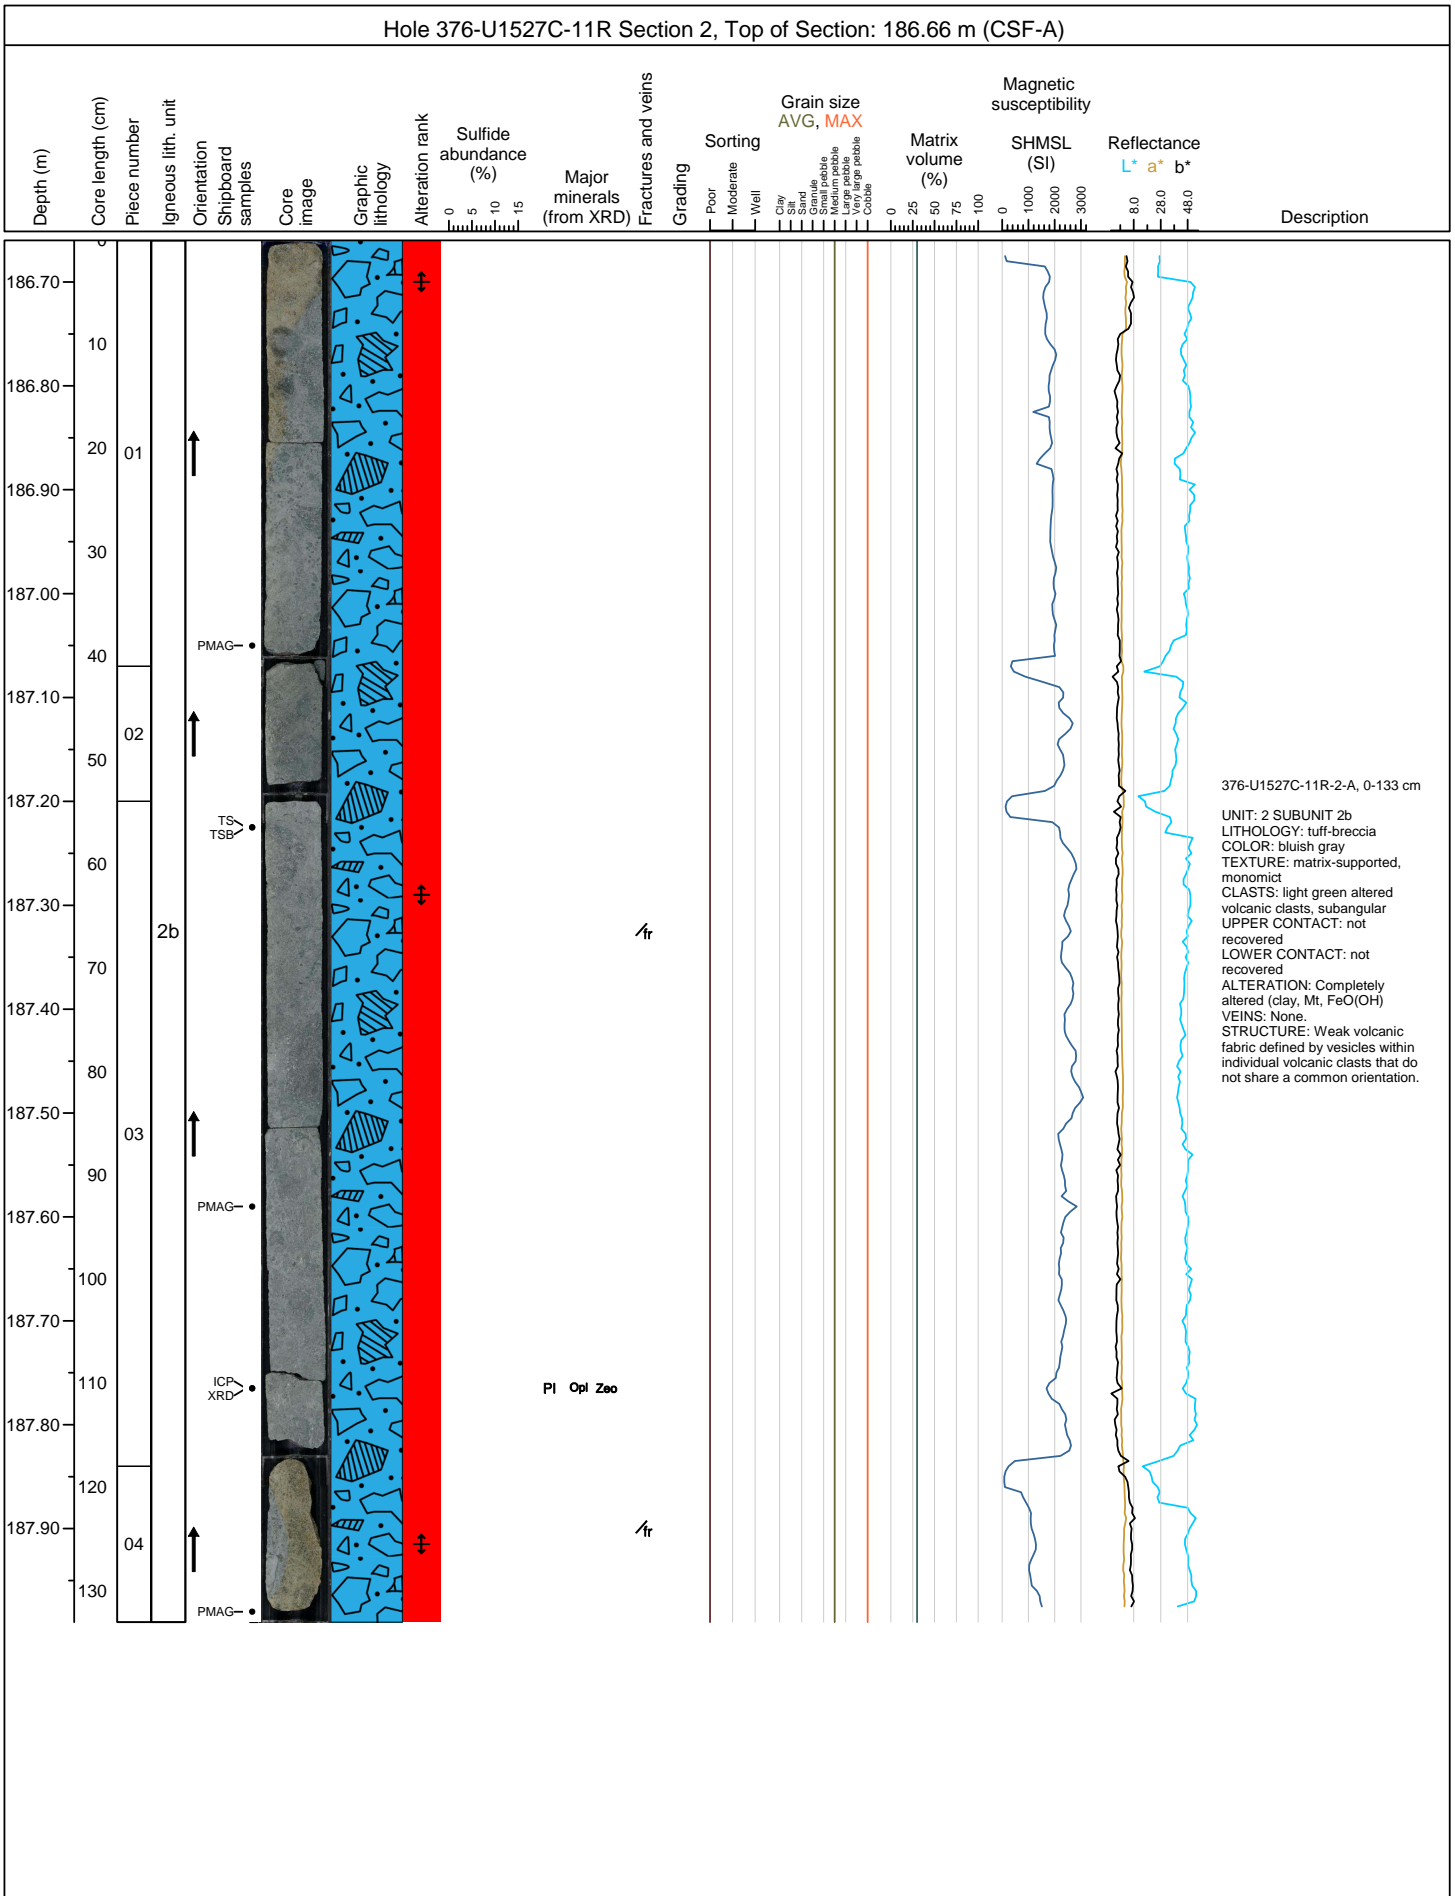 Hole 376-U1527C-11R Section 2, Top of Section: 186.66 m (CSF-A)
Depth (m)
Core length (cm)
Piece number
Igneous lith. unit
Orientation
Shipboard
samples
Core
image
Graphic
lithology
Alteration rank
Sulfide
abundance
(%)
0 5 10 15
Major
minerals
(from XRD)
Fractures and veins
Grading
Sorting
Poor
Moderate
Well
Grain size
AVG, MAX
Clay
Silt
Sand
Granule
Small pebble
Medium pebble
Large pebble
Very large pebble
Cobble
Matrix
volume
(%)
0 25 50 75 100
Magnetic
susceptibility
SHMSL
(SI)
0 1000 2000 3000
Reflectance
L* a* b*
8.0 28.0 48.0
Description
0
186.70
10
186.80
20
01
186.90
30
187.00
PMAG
40
187.10
02
50
187.20
TS
TSB
60
187.30
2b
fr
70
187.40
80
187.50
03
90
187.60
PMAG
100
187.70
110
ICP
XRD
Pl Opl Zeo
187.80
120
187.90
04
fr
130
PMAG
376-U1527C-11R-2-A, 0-133 cm
UNIT: 2 SUBUNIT 2b
LITHOLOGY: tuff-breccia
COLOR: bluish gray
TEXTURE: matrix-supported,
monomict
CLASTS: light green altered
volcanic clasts, subangular
UPPER CONTACT: not
recovered
LOWER CONTACT: not
recovered
ALTERATION: Completely
altered (clay, Mt, FeO(OH)
VEINS: None.
STRUCTURE: Weak volcanic
fabric defined by vesicles within
individual volcanic clasts that do
not share a common orientation.